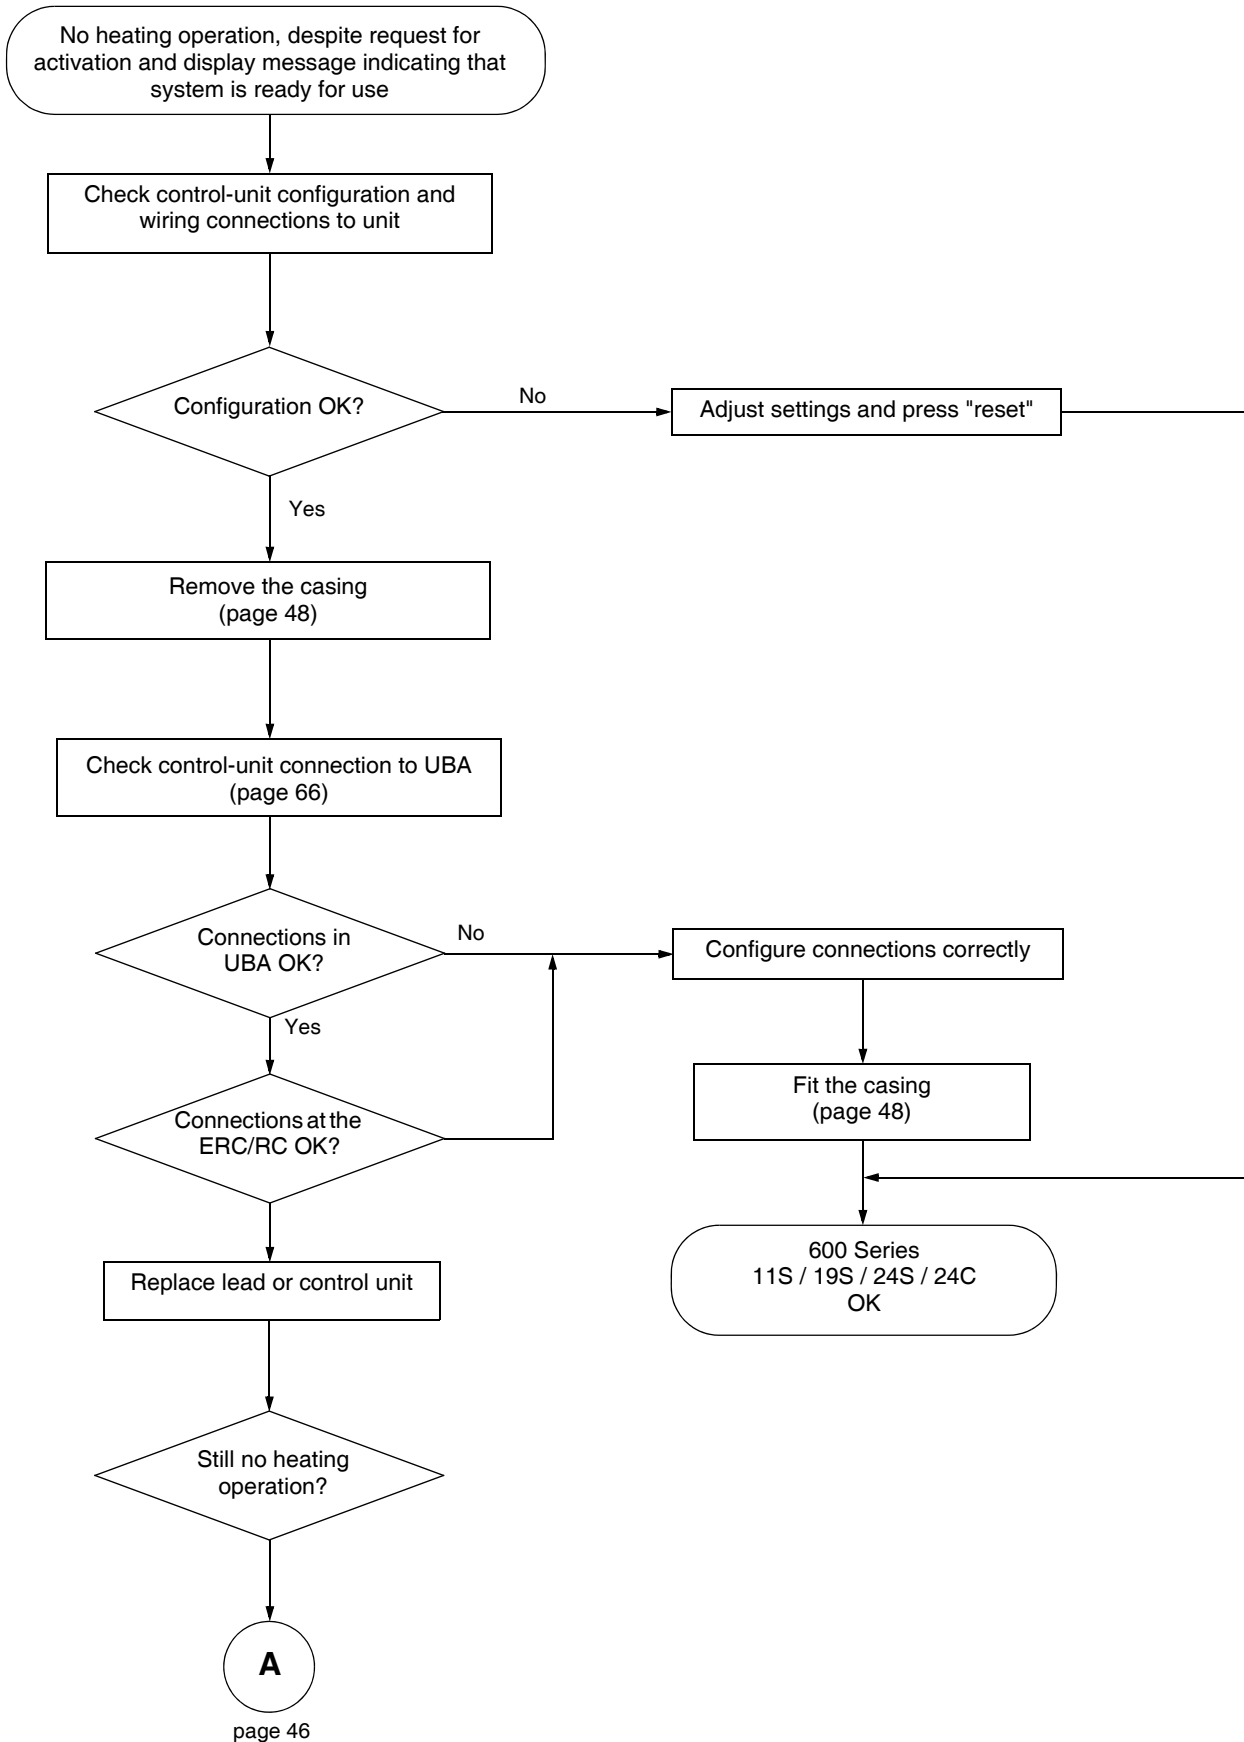 No heating operation, despite request for
activation and display message indicating that
system is ready for use
Check control-unit configuration and
wiring connections to unit
Configuration OK?
No
Adjust settings and press "reset"
Yes
Remove the casing
(page 48)
Check control-unit connection to UBA
(page 66)
Connections in
UBA OK?
No
Configure connections correctly
Yes
Connections at the
ERC/RC OK?
Fit the casing
(page 48)
Replace lead or control unit
600 Series
11S / 19S / 24S / 24C
OK
Still no heating
operation?
A
page 46